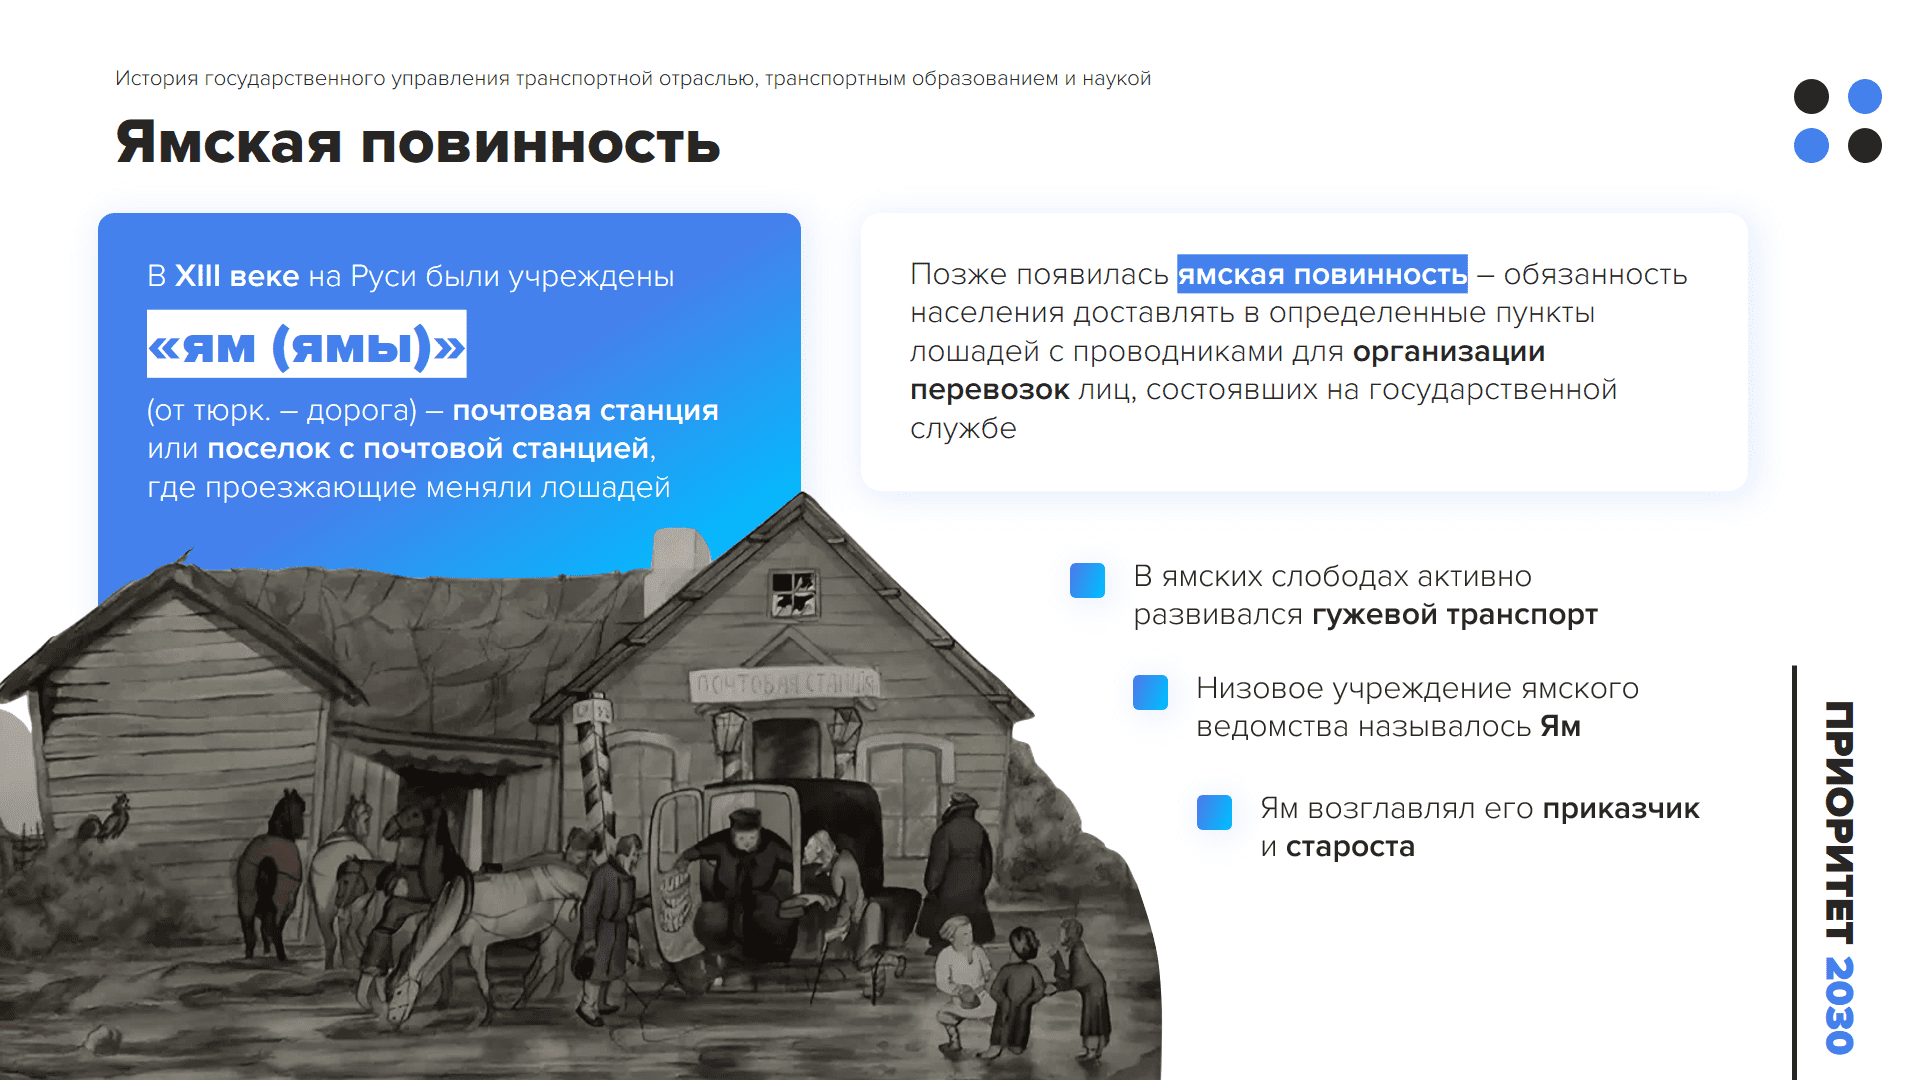 История государственного управления транспортной отраслью, транспортным образованием и наукой
Ямская повинность
В XIII веке на Руси были учреждены
«ям (ямы)»
(от тюрк. – дорога) – почтовая станция
или поселок с почтовой станцией,
где проезжающие меняли лошадей
Позже появилась ямская повинность – обязанность
населения доставлять в определенные пункты
лошадей с проводниками для организации
перевозок лиц, состоявших на государственной
службе
В ямских слободах активно
развивался гужевой транспорт
Низовое учреждение ямского
ведомства называлось Ям
Ям возглавлял его приказчик
и староста
ПОЧТОВАЯ СТАНЦІЯ
ПРИОРИТЕТ 2030